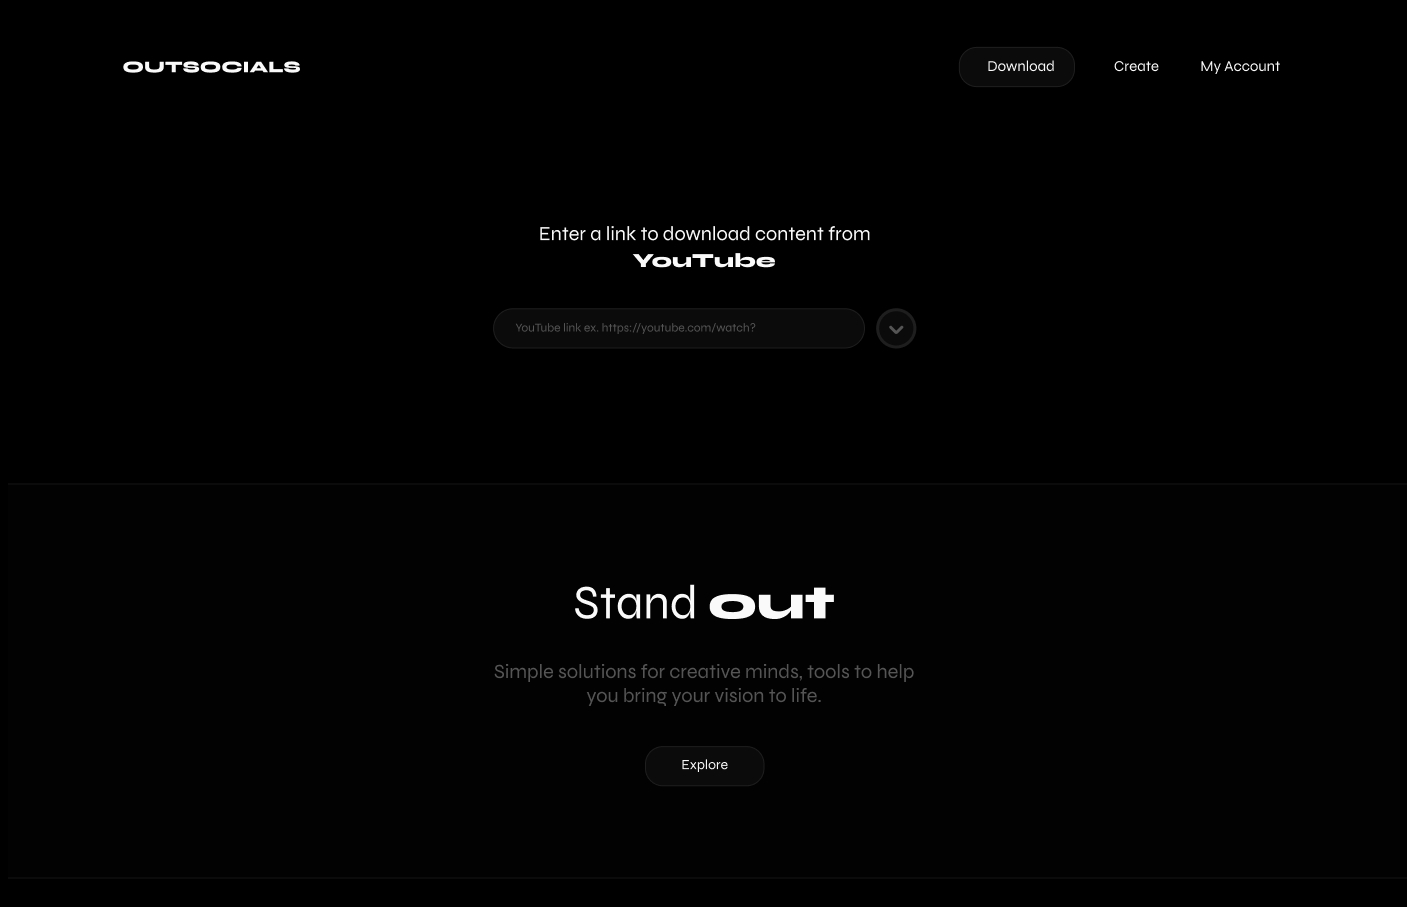 OUTSOCIALS
Download
Create
My Account
Enter a link to download content from
YouTube
YouTube link ex. https://youtube.com/watch?
Stand out
Simple solutions for creative minds, tools to help
you bring your vision to life.
Explore